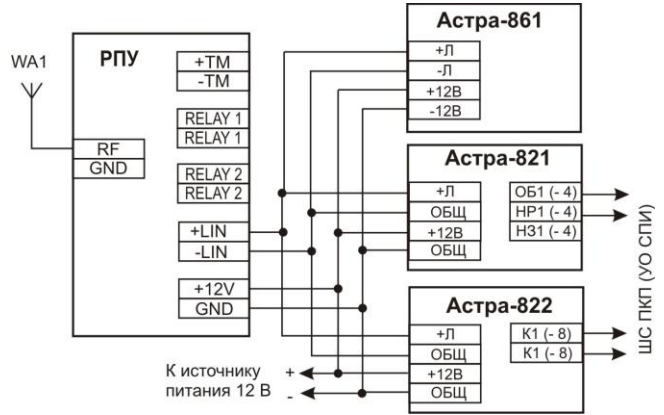 WA1
РПУ
+TM
-TM
RELAY 1
RELAY 1
RF
GND
RELAY 2
RELAY 2
+LIN
-LIN
+12V
GND
Астра-861
+Л
-Л
+12В
-12В
Астра-821
+Л
ОБЩ
+12В
ОБЩ
ОБ1 (- 4)
НР1 (- 4)
НЗ1 (- 4)
Астра-822
+Л
ОБЩ
+12В
ОБЩ
К1 (- 8)
К1 (- 8)
ШС ПКП (УО СПИ)
К источнику +
питания 12 В -